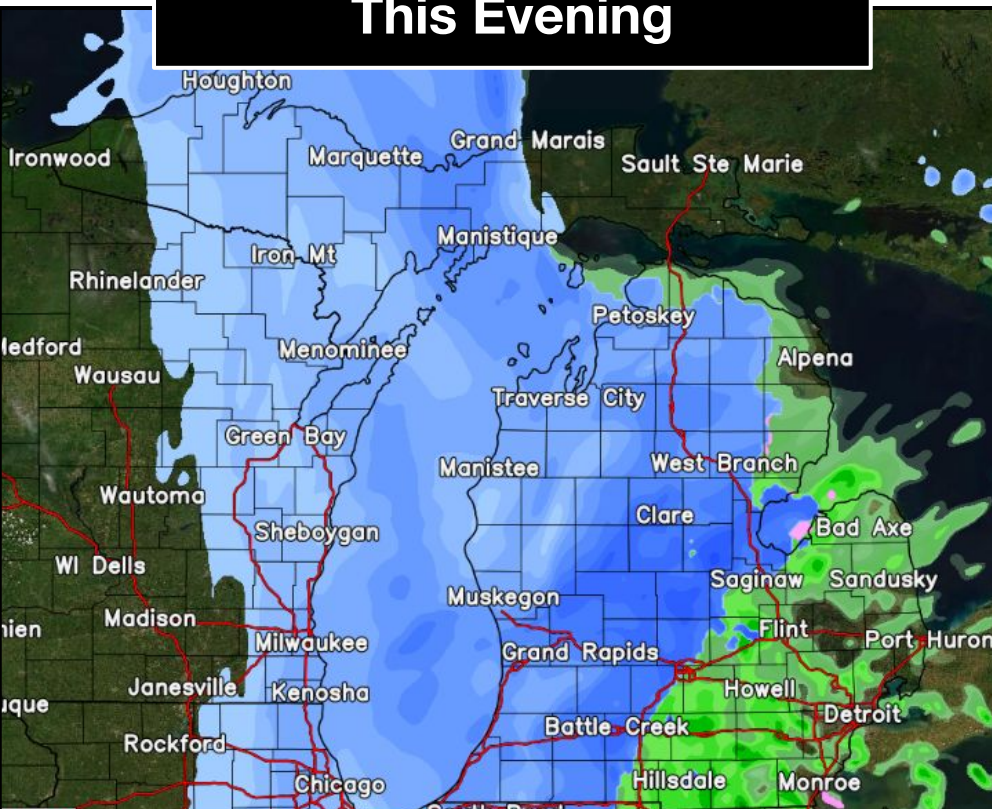 This Evening
Houghton
Grand Marais
Ironwood
Marquette
Sault Ste Marie
Manistique
Iron Mt
Rhinelander
Petoskey
Medford
Menominee
Alpena
Wausau
Traverse City
Green Bay
Manistee
West Branch
Wautoma
Clare
Sheboygan
Bad Axe
WI Dells
Saginaw
Sandusky
Muskegon
Madison
Flint
Milwaukee
Grand Rapids
Port Huron
Janesville
Kenosha
Howell
Detroit
Battle Creek
Rockford
Chicago
Hillsdale
Monroe